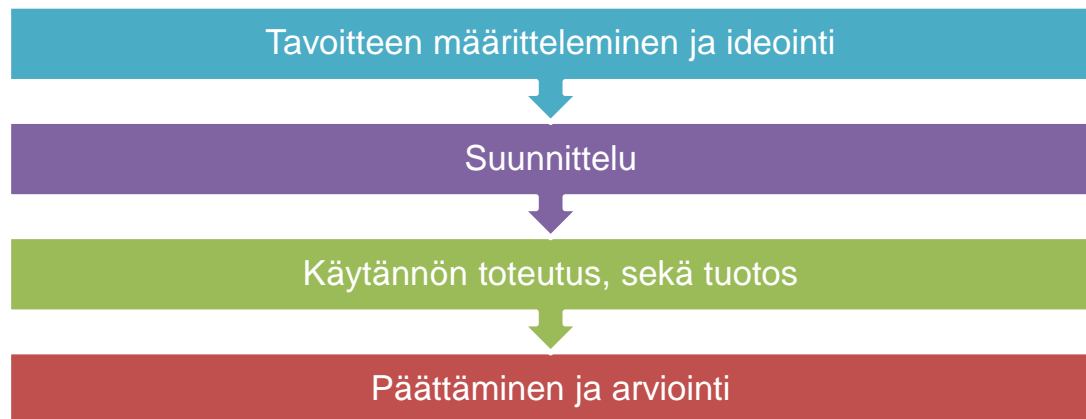 Tavoitteen määritteleminen ja ideointi
Suunnittelu
Käytännön toteutus, sekä tuotos
Päättäminen ja arviointi